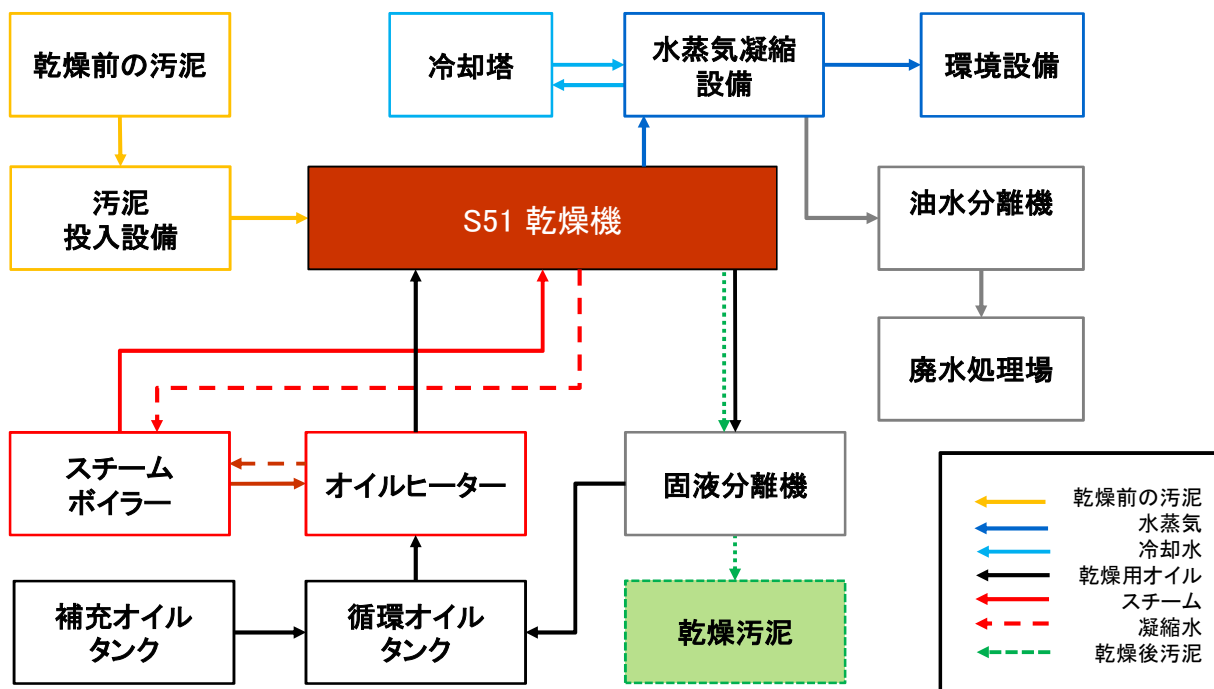 乾燥前の汚泥
冷却塔
水蒸気凝縮
設備
環境設備
汚泥
投入設備
S51 乾燥機
油水分離機
廃水処理場
スチーム
ボイラー
オイルヒーター
固液分離機
補充オイル
タンク
循環オイル
タンク
乾燥汚泥
乾燥前の汚泥
水蒸気
冷却水
乾燥用オイル
スチーム
凝縮水
乾燥後汚泥